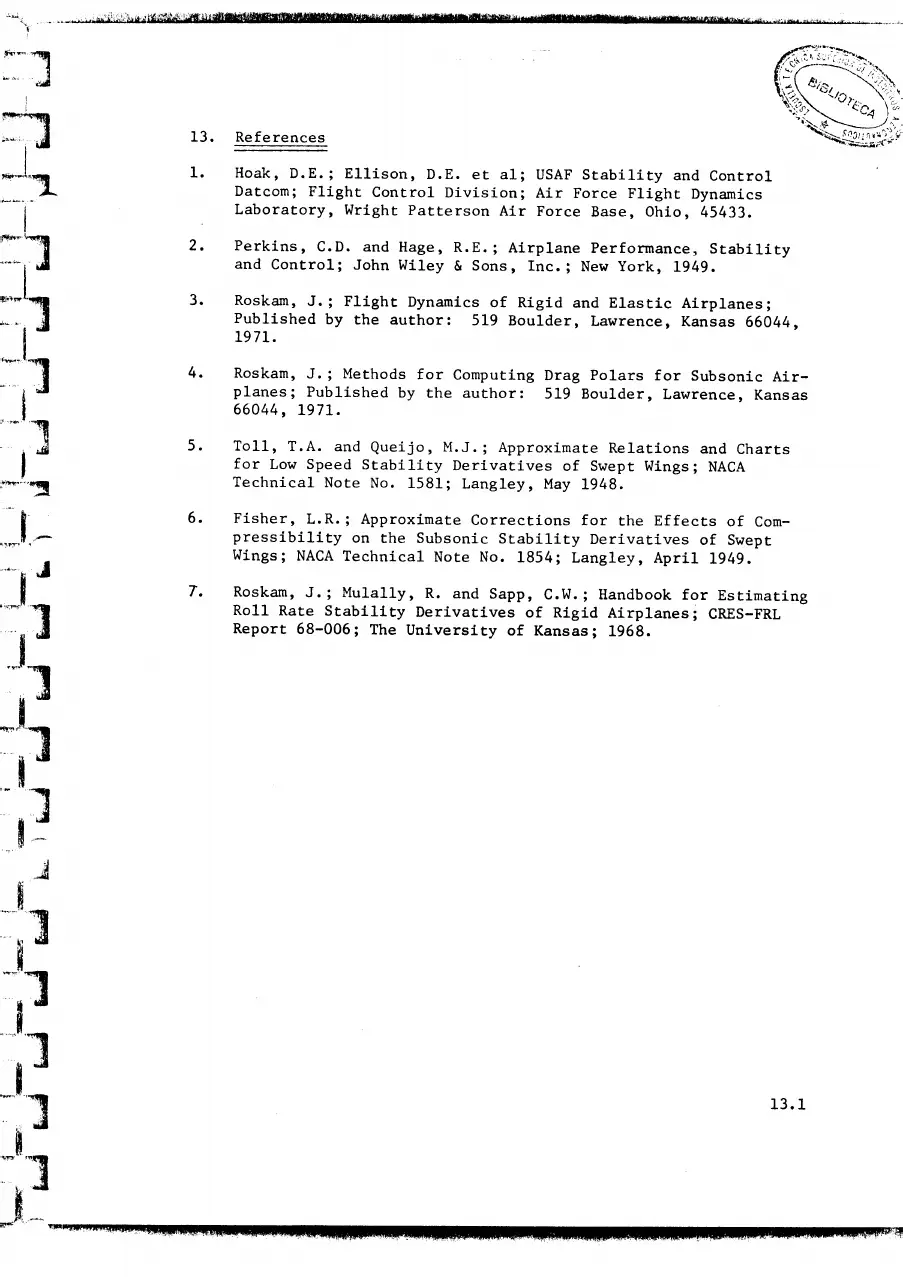 BIBLIOTECA
13. References
1. Hoak, D.E.; Ellison, D.E. et al; USAF Stability and Control
Datcom; Flight Control Division; Air Force Flight Dynamics
Laboratory, Wright Patterson Air Force Base, Ohio, 45433.
2. Perkins, C.D. and Hage, R.E.; Airplane Performance, Stability
and Control; John Wiley & Sons, Inc.; New York, 1949.
3. Roskam, J.; Flight Dynamics of Rigid and Elastic Airplanes;
Published by the author: 519 Boulder, Lawrence, Kansas 66044,
1971.
4. Roskam, J.; Methods for Computing Drag Polars for Subsonic Air-
planes; Published by the author: 519 Boulder, Lawrence, Kansas
66044, 1971.
5. Toll, T.A. and Queijo, M.J.; Approximate Relations and Charts
for Low Speed Stability Derivatives of Swept Wings; NACA
Technical Note No. 1581; Langley, May 1948.
6. Fisher, L.R.; Approximate Corrections for the Effects of Com-
pressibility on the Subsonic Stability Derivatives of Swept
Wings; NACA Technical Note No. 1854; Langley, April 1949.
7. Roskam, J.; Mulally, R. and Sapp, C.W.; Handbook for Estimating
Roll Rate Stability Derivatives of Rigid Airplanes; CRES-FRL
Report 68-006; The University of Kansas; 1968.
13.1